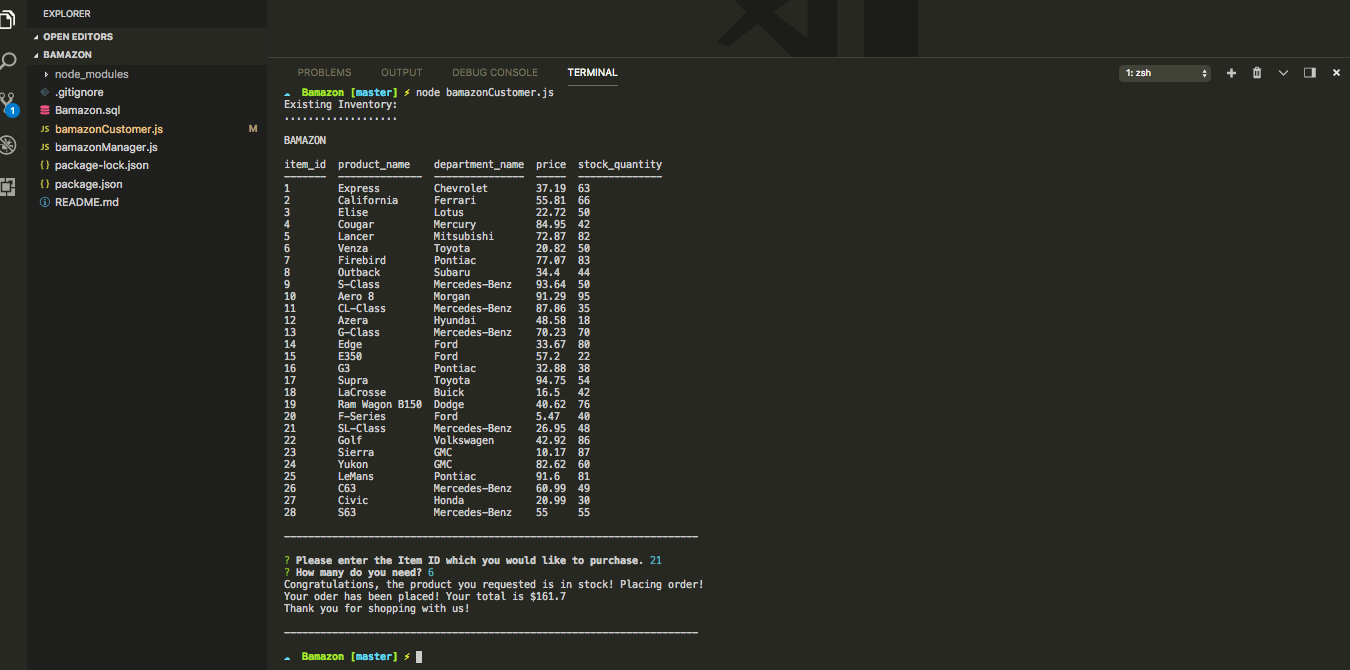 EXPLORER
OPEN EDITORS
BAMAZON
node_modules
.gitignore
Bamazon.sql
JS bamazonCustomer.js M
JS bamazonManager.js
{} package-lock.json
{} package.json
README.md
1
PROBLEMS OUTPUT DEBUG CONSOLE TERMINAL
1: zsh
Bamazon [master] ⚡ node bamazonCustomer.js
Existing Inventory:
...................
BAMAZON
item_id product_name department_name price stock_quantity
------- -------------- --------------- ----- --------------
1 Express Chevrolet 37.19 63
2 California Ferrari 55.81 66
3 Elise Lotus 22.72 50
4 Cougar Mercury 84.95 42
5 Lancer Mitsubishi 72.87 82
6 Venza Toyota 20.82 50
7 Firebird Pontiac 77.07 83
8 Outback Subaru 34.4 44
9 S-Class Mercedes-Benz 93.64 50
10 Aero 8 Morgan 91.29 95
11 CL-Class Mercedes-Benz 87.86 35
12 Azera Hyundai 48.58 18
13 G-Class Mercedes-Benz 70.23 70
14 Edge Ford 33.67 80
15 E350 Ford 57.2 22
16 G3 Pontiac 32.88 38
17 Supra Toyota 94.75 54
18 LaCrosse Buick 16.5 42
19 Ram Wagon B150 Dodge 40.62 76
20 F-Series Ford 5.47 40
21 SL-Class Mercedes-Benz 26.95 48
22 Golf Volkswagen 42.92 86
23 Sierra GMC 10.17 87
24 Yukon GMC 82.62 60
25 LeMans Pontiac 91.6 81
26 C63 Mercedes-Benz 60.99 49
27 Civic Honda 20.99 30
28 S63 Mercedes-Benz 55 55
---------------------------------------------------------------------
? Please enter the Item ID which you would like to purchase. 21
? How many do you need? 6
Congratulations, the product you requested is in stock! Placing order!
Your oder has been placed! Your total is $161.7
Thank you for shopping with us!
---------------------------------------------------------------------
Bamazon [master] ⚡